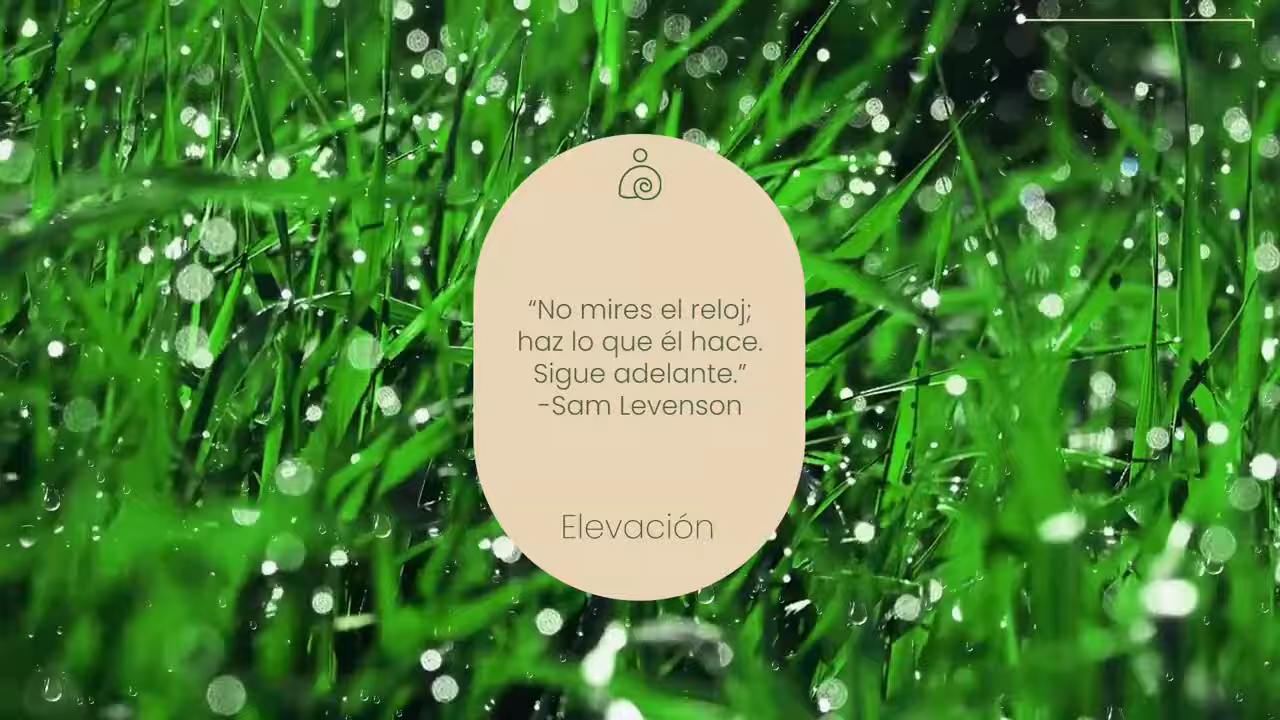 “No mires el reloj;
haz lo que él hace.
Sigue adelante.”
-Sam Levenson
Elevación